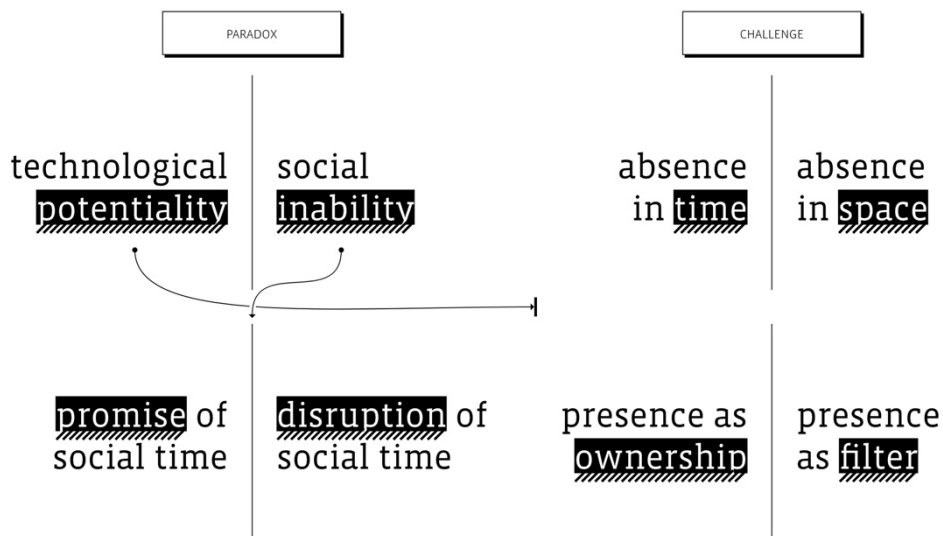 PARADOX
technological
potentiality
social
inability
promise of
social time
disruption of
social time
CHALLENGE
absence
in time
absence
in space
presence as
ownership
presence
as filter